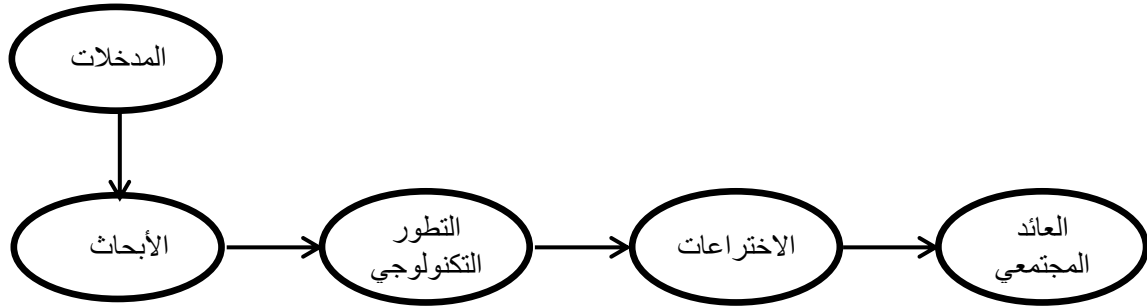 المدخلات
الأبحاث
التطور
التكنولوجي
الاختراعات
العائد
المجتمعي